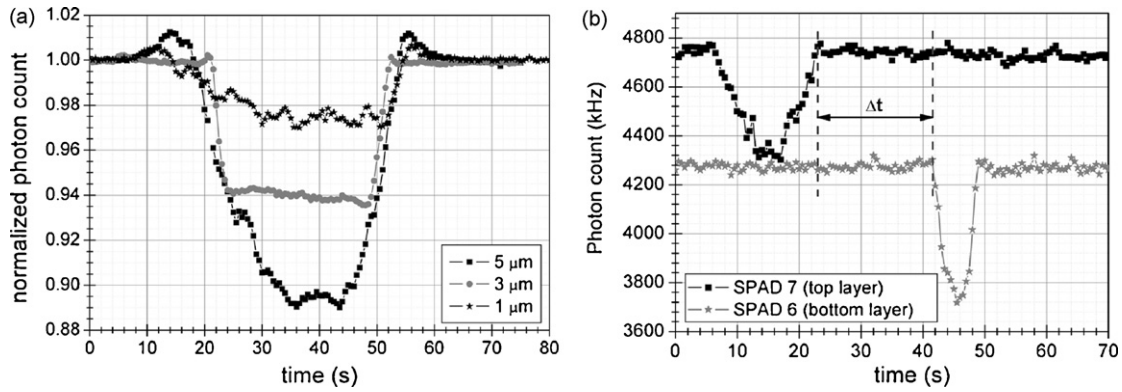 (a)
1.02
1.00
0.98
0.96
0.94
0.92
0.90
0.88
normalized photon count
0 10 20 30 40 50 60 70 80
time (s)
5 μm
3 μm
1 μm
(b)
4800
4600
4400
4200
4000
3800
3600
Photon count (kHz)
Δt
SPAD 7 (top layer)
SPAD 6 (bottom layer)
0 10 20 30 40 50 60 70
time (s)